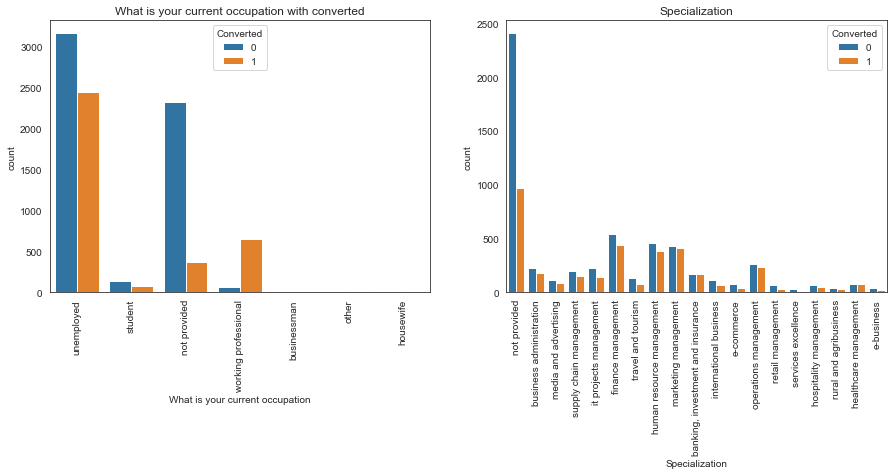 What is your current occupation with converted
Converted
0
1
3000
2500
2000
1500
1000
500
0
count
unemployed
student
not provided
working professional
businessman
other
housewife
What is your current occupation
Specialization
Converted
0
1
2500
2000
1500
1000
500
0
count
not provided
business administration
media and advertising
supply chain management
it projects management
finance management
travel and tourism
human resource management
marketing management
banking, investment and insurance
international business
e-commerce
operations management
retail management
services excellence
hospitality management
rural and agribusiness
healthcare management
e-business
Specialization